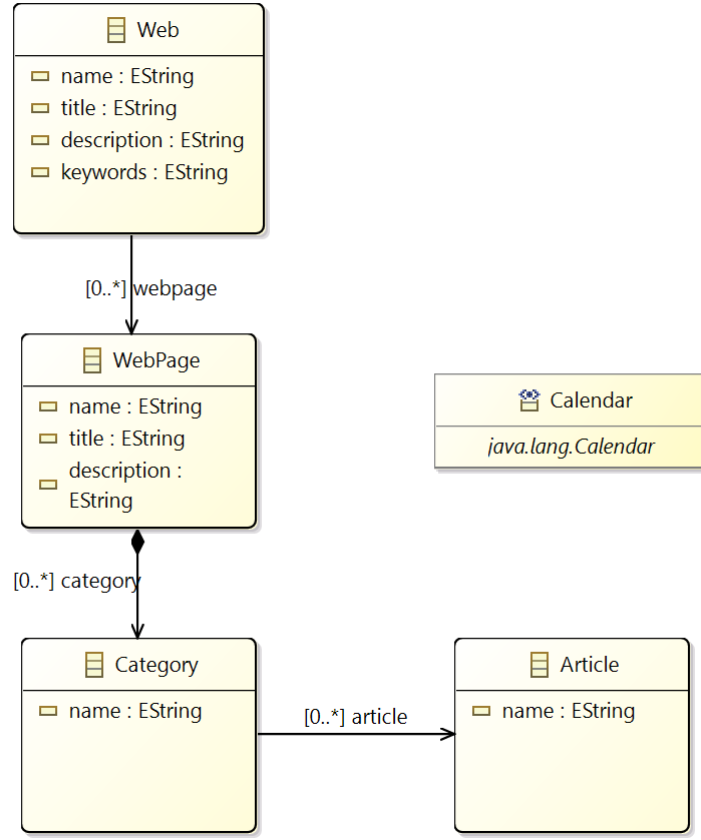 Web
name : EString
title : EString
description : EString
keywords : EString
[0..*] webpage
WebPage
name : EString
title : EString
description :
EString
Calendar
java.lang.Calendar
[0..*] category
Category
name : EString
[0..*] article
Article
name : EString